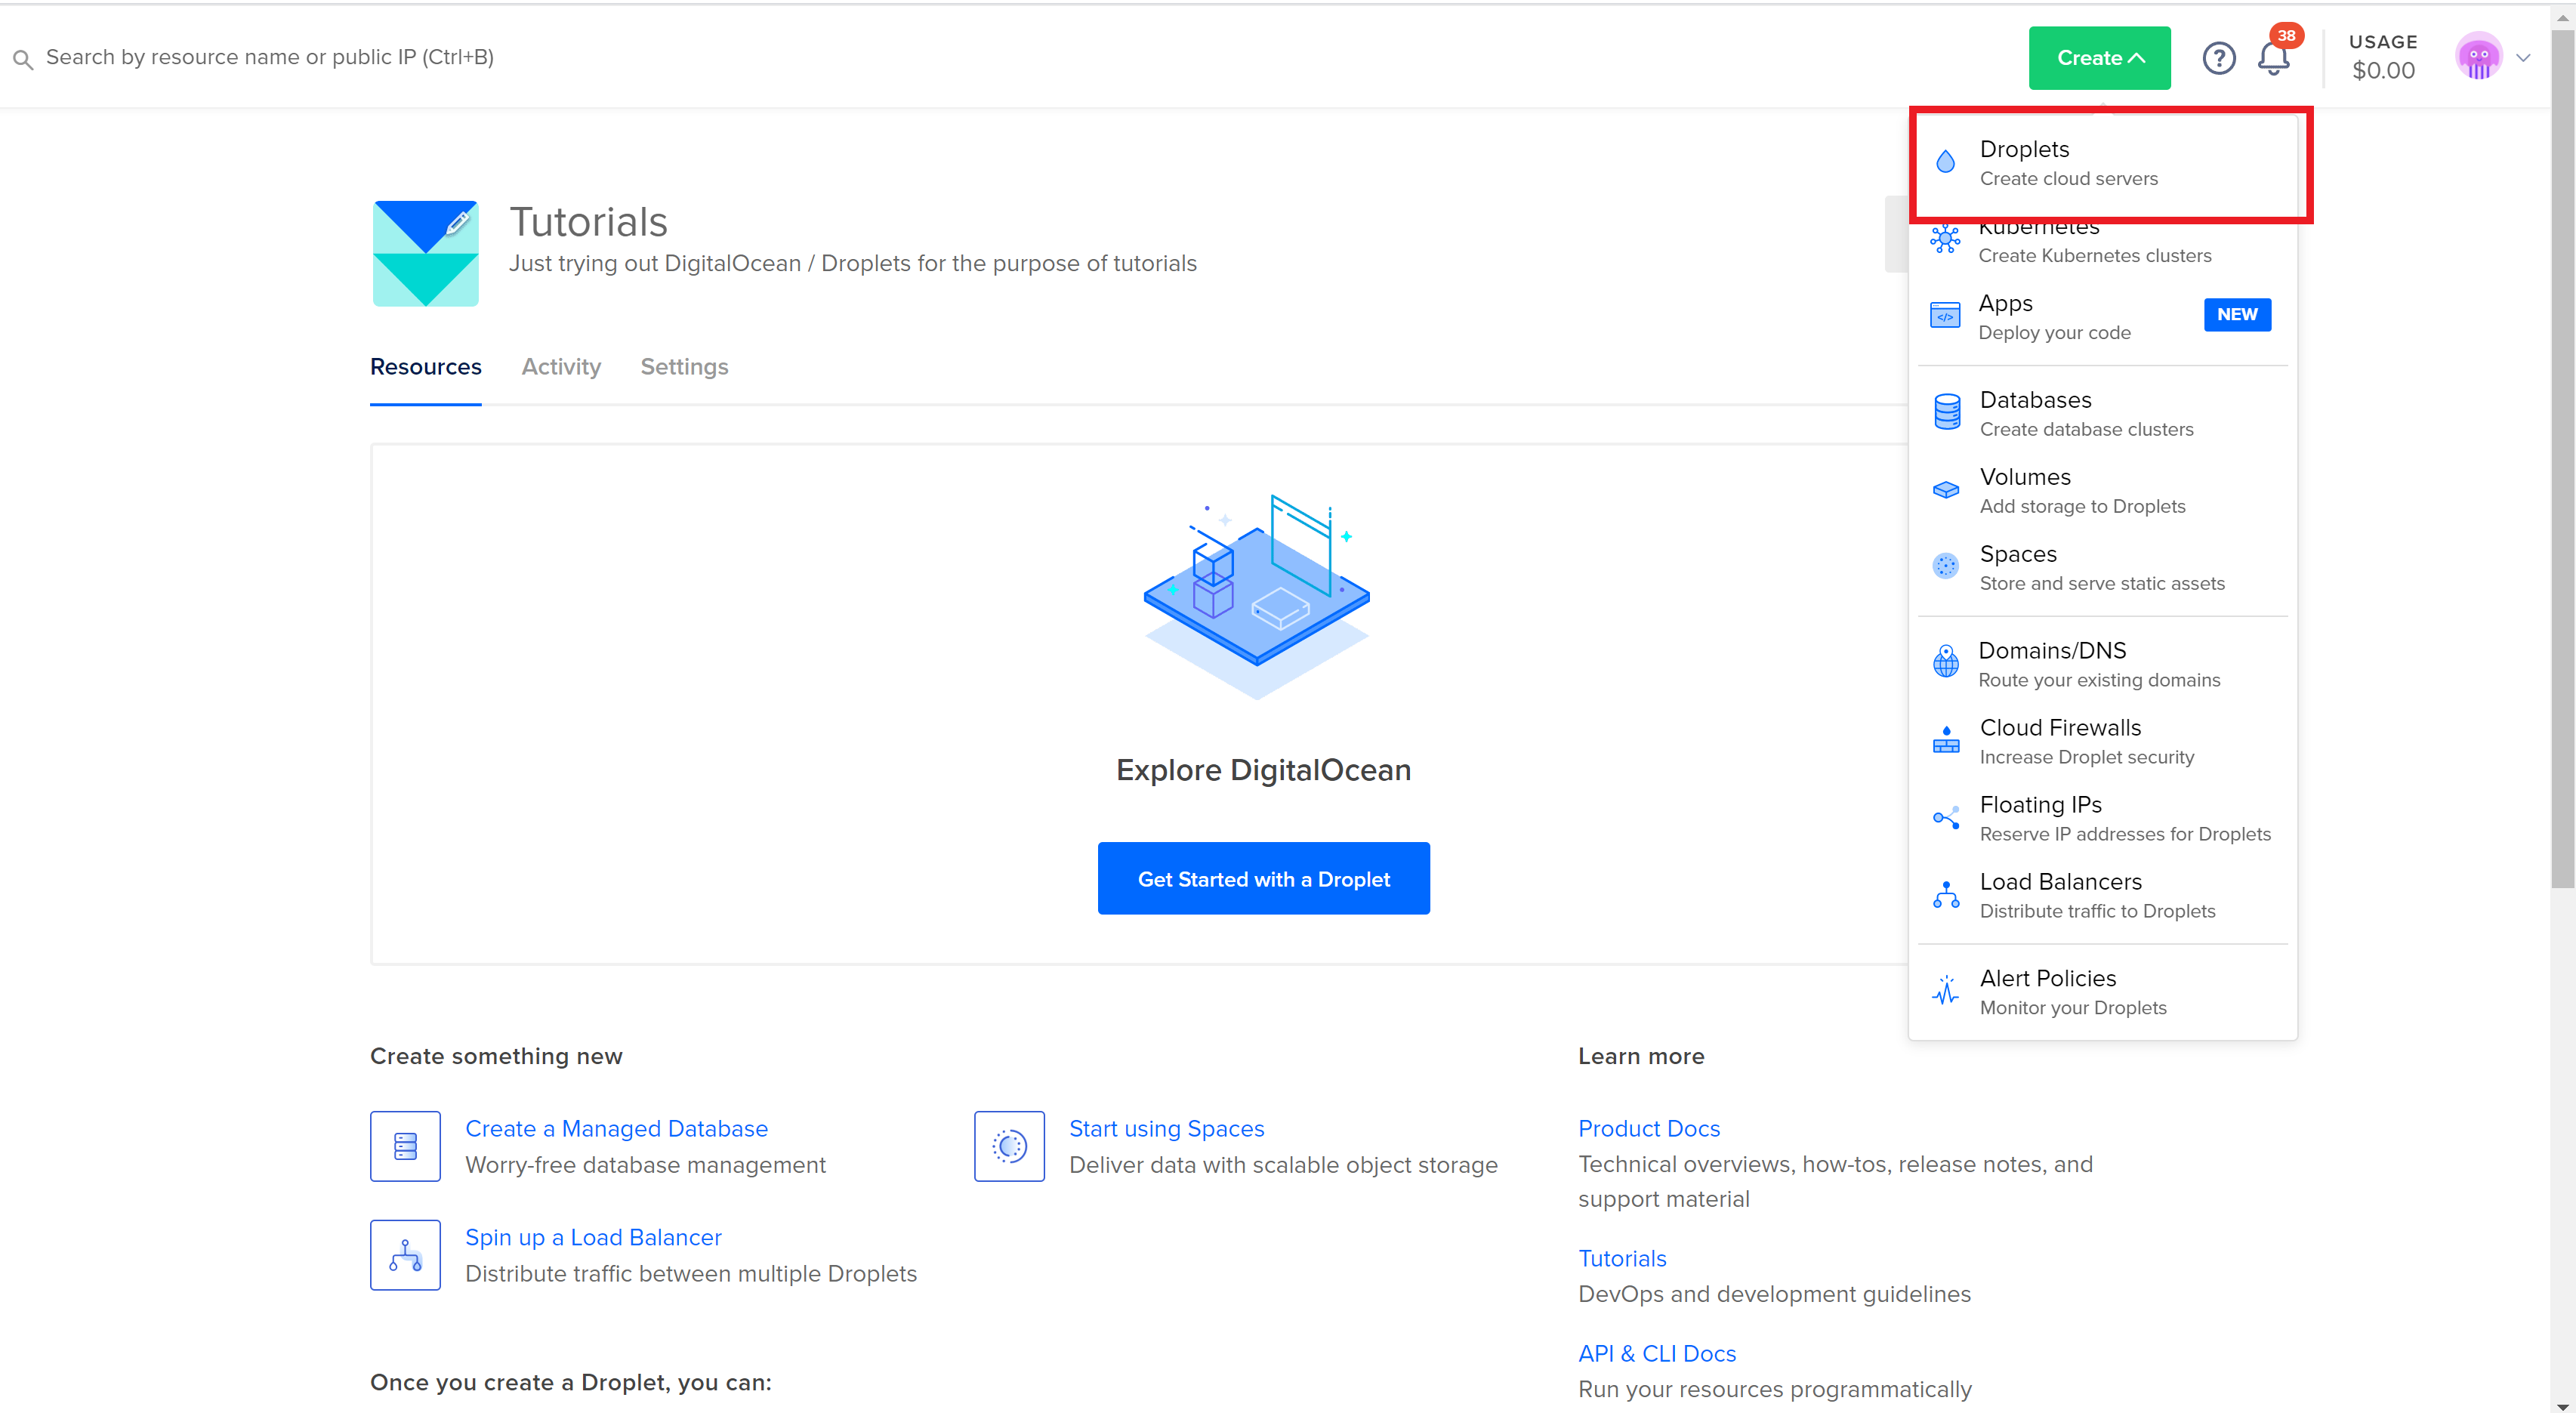 Search by resource name or public IP (Ctrl+B)
Create
38
USAGE
$0.00
Tutorials
Just trying out DigitalOcean / Droplets for the purpose of tutorials
Resources
Activity
Settings
Explore DigitalOcean
Get Started with a Droplet
Droplets
Create cloud servers
Kubernetes
Create Kubernetes clusters
Apps
NEW
Deploy your code
Databases
Create database clusters
Volumes
Add storage to Droplets
Spaces
Store and serve static assets
Domains/DNS
Route your existing domains
Cloud Firewalls
Increase Droplet security
Floating IPs
Reserve IP addresses for Droplets
Load Balancers
Distribute traffic to Droplets
Alert Policies
Monitor your Droplets
Create something new
Create a Managed Database
Worry-free database management
Start using Spaces
Deliver data with scalable object storage
Spin up a Load Balancer
Distribute traffic between multiple Droplets
Once you create a Droplet, you can:
Learn more
Product Docs
Technical overviews, how-tos, release notes, and
support material
Tutorials
DevOps and development guidelines
API & CLI Docs
Run your resources programmatically